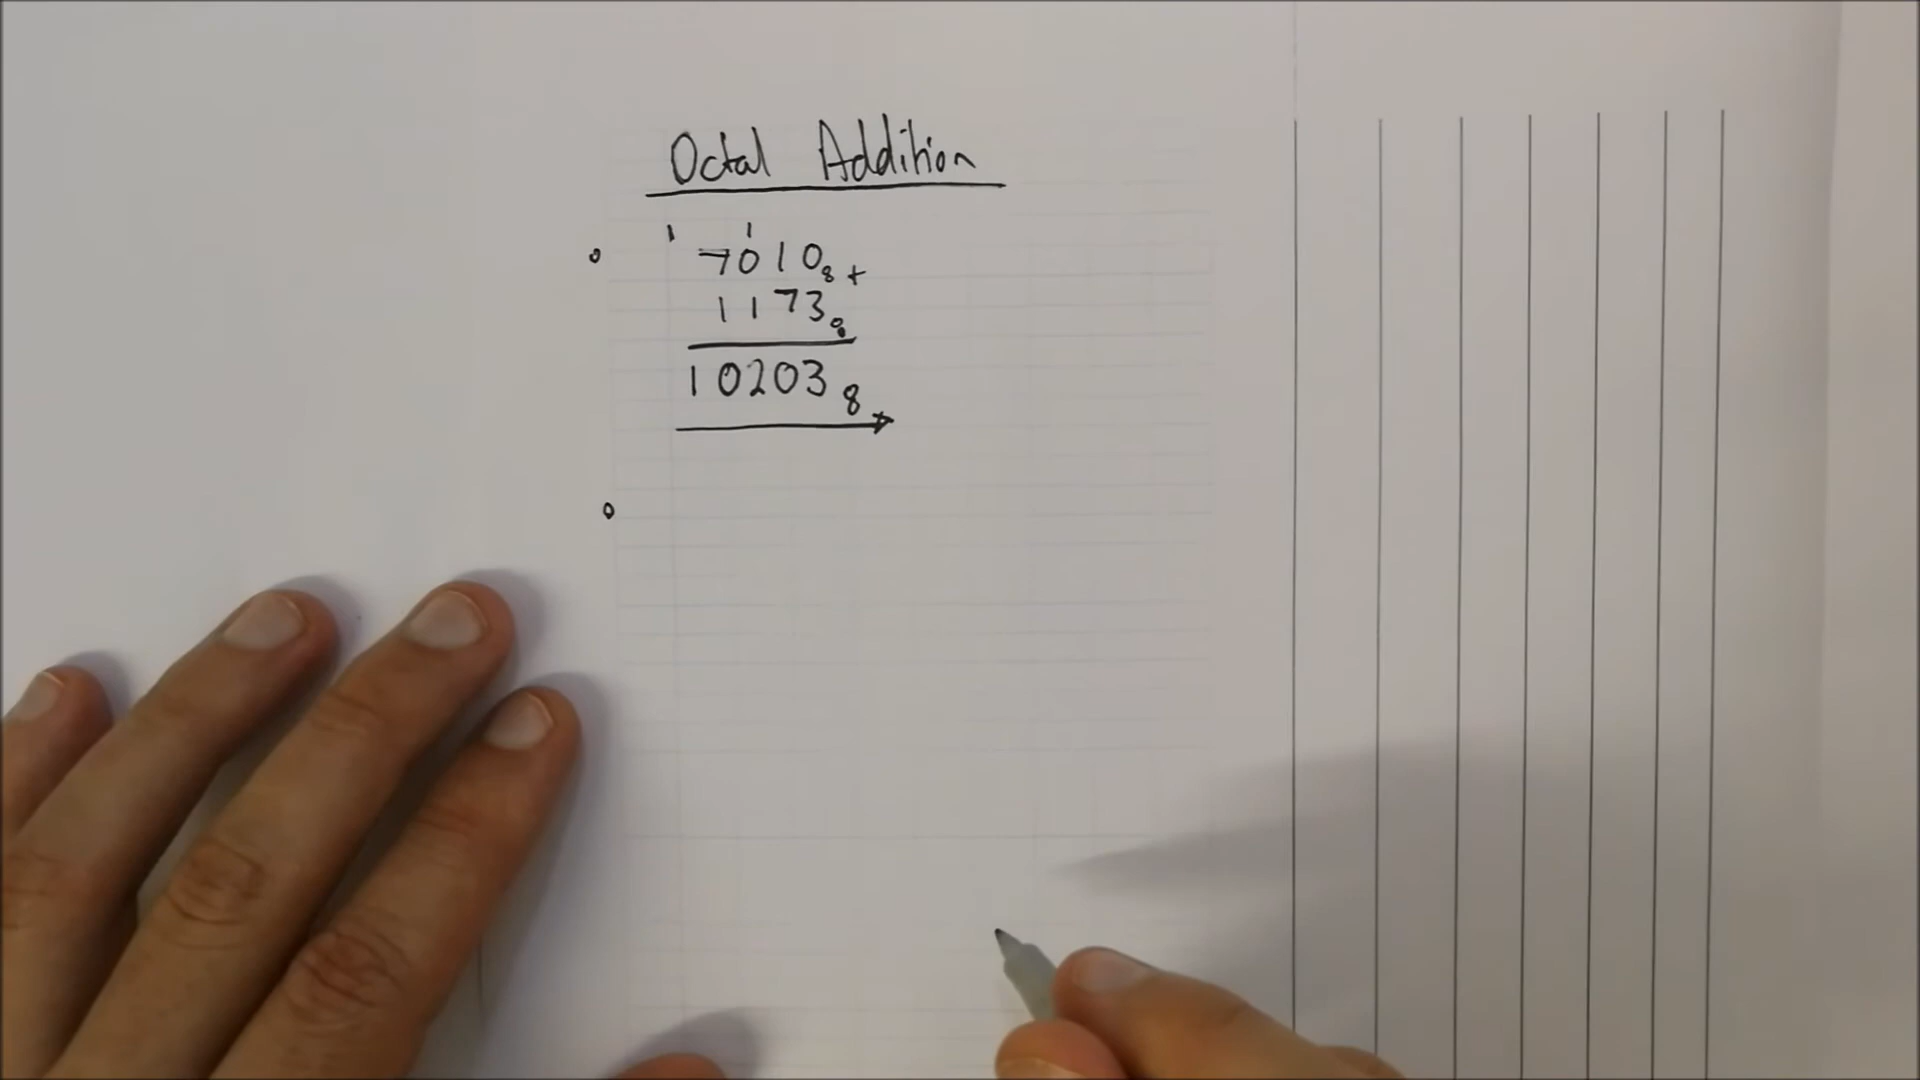 Octal Addition
1 1
7010₈ +
1173₈
10203₈